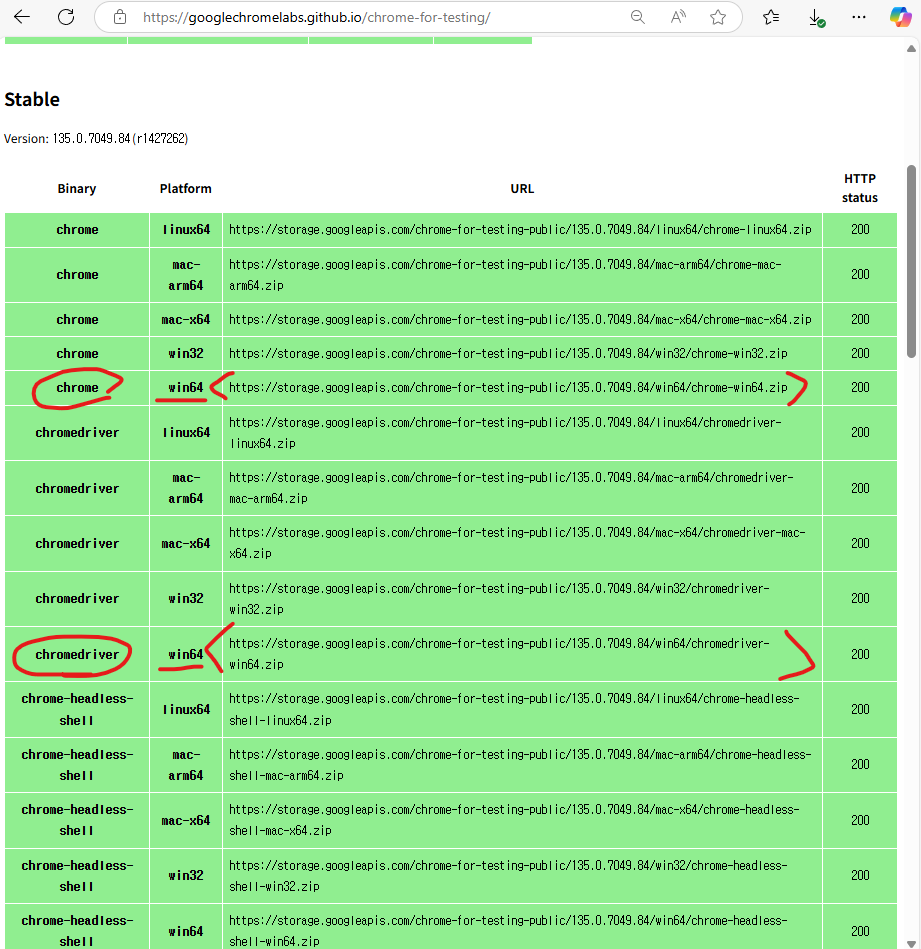 https://googlechromelabs.github.io/chrome-for-testing/
Stable
Version: 135.0.7049.84 (r1427262)
Binary Platform URL HTTP status
chrome linux64 https://storage.googleapis.com/chrome-for-testing-public/135.0.7049.84/linux64/chrome-linux64.zip 200
chrome mac-arm64 https://storage.googleapis.com/chrome-for-testing-public/135.0.7049.84/mac-arm64/chrome-mac-arm64.zip 200
chrome mac-x64 https://storage.googleapis.com/chrome-for-testing-public/135.0.7049.84/mac-x64/chrome-mac-x64.zip 200
chrome win32 https://storage.googleapis.com/chrome-for-testing-public/135.0.7049.84/win32/chrome-win32.zip 200
chrome win64 https://storage.googleapis.com/chrome-for-testing-public/135.0.7049.84/win64/chrome-win64.zip 200
chromedriver linux64 https://storage.googleapis.com/chrome-for-testing-public/135.0.7049.84/linux64/chromedriver-linux64.zip 200
chromedriver mac-arm64 https://storage.googleapis.com/chrome-for-testing-public/135.0.7049.84/mac-arm64/chromedriver-mac-arm64.zip 200
chromedriver mac-x64 https://storage.googleapis.com/chrome-for-testing-public/135.0.7049.84/mac-x64/chromedriver-mac-x64.zip 200
chromedriver win32 https://storage.googleapis.com/chrome-for-testing-public/135.0.7049.84/win32/chromedriver-win32.zip 200
chromedriver win64 https://storage.googleapis.com/chrome-for-testing-public/135.0.7049.84/win64/chromedriver-win64.zip 200
chrome-headless-shell linux64 https://storage.googleapis.com/chrome-for-testing-public/135.0.7049.84/linux64/chrome-headless-shell-linux64.zip 200
chrome-headless-shell mac-arm64 https://storage.googleapis.com/chrome-for-testing-public/135.0.7049.84/mac-arm64/chrome-headless-shell-mac-arm64.zip 200
chrome-headless-shell mac-x64 https://storage.googleapis.com/chrome-for-testing-public/135.0.7049.84/mac-x64/chrome-headless-shell-mac-x64.zip 200
chrome-headless-shell win32 https://storage.googleapis.com/chrome-for-testing-public/135.0.7049.84/win32/chrome-headless-shell-win32.zip 200
chrome-headless-shell win64 https://storage.googleapis.com/chrome-for-testing-public/135.0.7049.84/win64/chrome-headless-shell-win64.zip 200